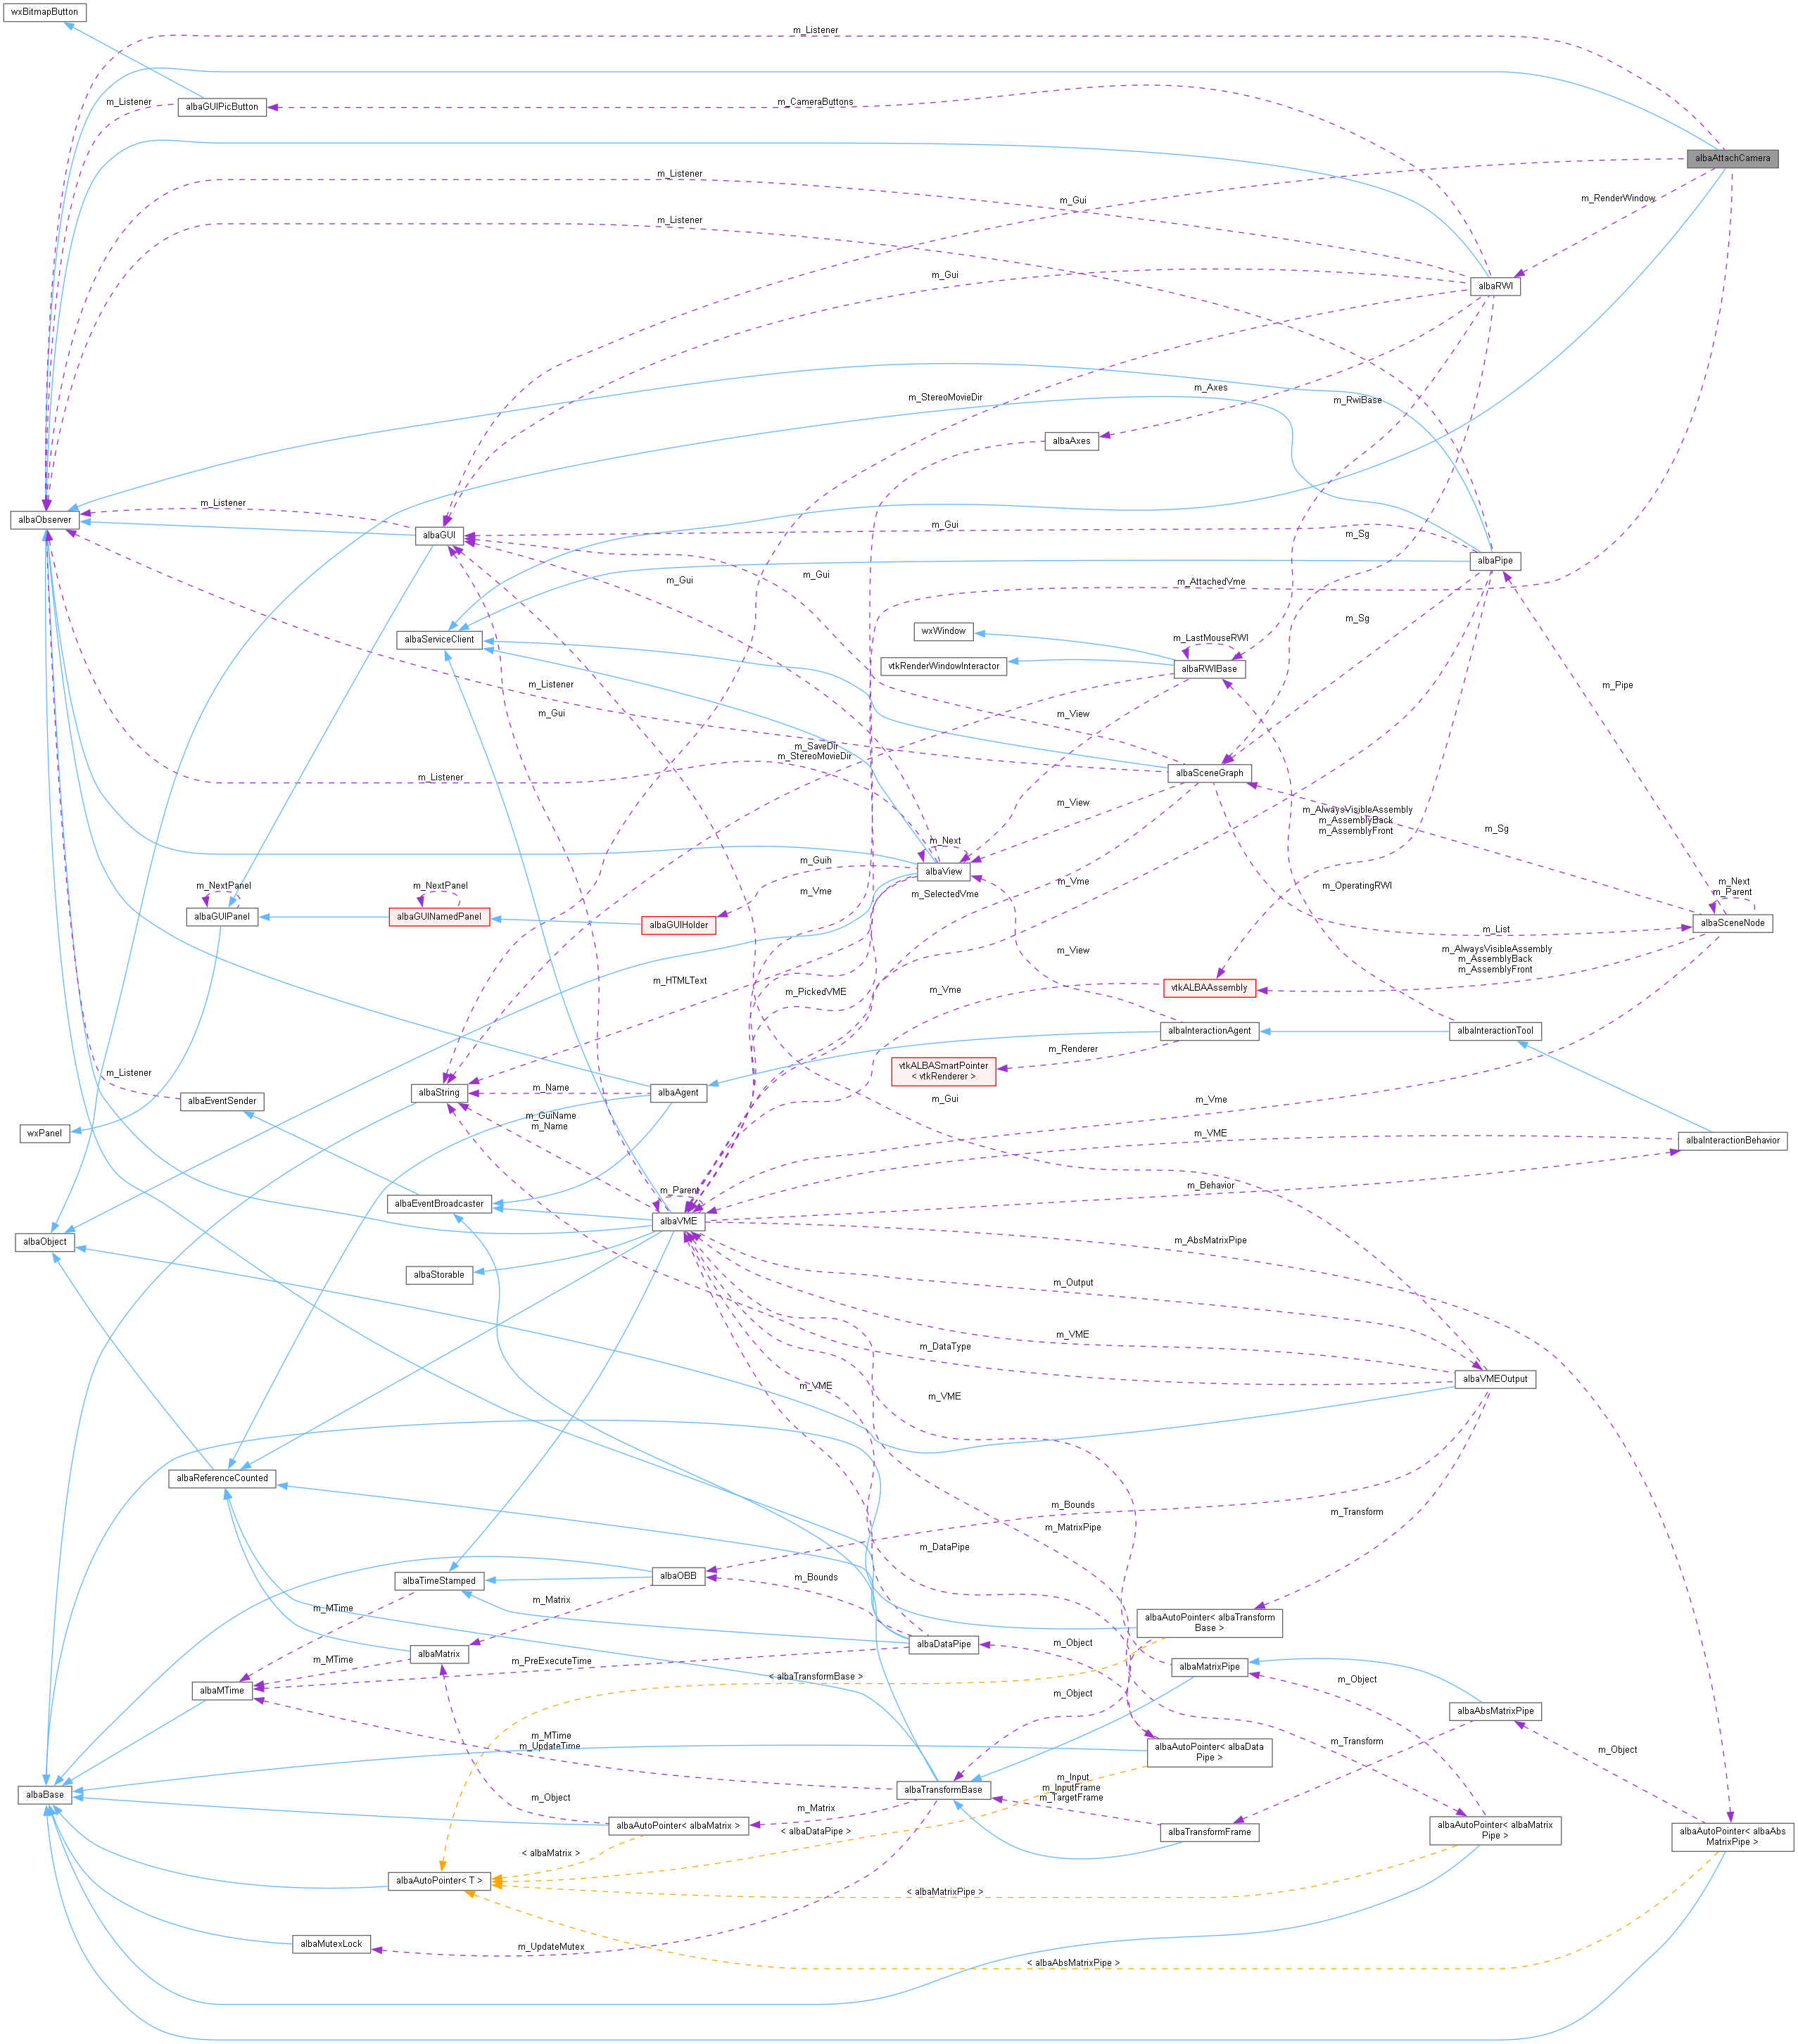 wxBitmapButton
m_Listener
m_Listener
m_CameraButtons
albaGUIPicButton
albaAttachCamera
m_Listener
m_Gui
m_RenderWindow
m_Listener
m_Gui
albaRWI
m_Axes
m_StereoMovieDir
m_RwiBase
albaAxes
m_Listener
albaObserver
albaGUI
m_Gui
m_Sg
albaPipe
m_Gui
m_Gui
m_AttachedVme
m_Sg
wxWindow
albaServiceClient
m_LastMouseRWI
vtkRenderWindowInteractor
albaRWIBase
m_Listener
m_Pipe
m_Gui
m_View
m_SaveDir
m_StereoMovieDir
m_Listener
albaSceneGraph
m_View
m_AlwaysVisibleAssembly
m_AssemblyBack
m_AssemblyFront
m_Sg
m_Next
m_Guih
albaView
m_NextPanel
m_NextPanel
m_Vme
m_SelectedVme
m_Vme
m_OperatingRWI
m_Next
m_Parent
albaGUIPanel
albaGUINamedPanel
albaGUIHolder
m_List
albaSceneNode
m_View
m_AlwaysVisibleAssembly
m_AssemblyBack
m_AssemblyFront
m_HTMLText
m_PickedVME
m_Vme
vtkALBAAssembly
albaInteractionAgent
albaInteractionTool
m_Renderer
vtkALBASmartPointer
< vtkRenderer >
m_Listener
albaEventSender
albaString
m_Name
albaAgent
m_Gui
m_Vme
m_GuiName
m_Name
wxPanel
m_VME
albaInteractionBehavior
m_Parent
m_Behavior
albaEventBroadcaster
albaVME
albaObject
m_AbsMatrixPipe
albaStorable
m_Output
m_VME
m_DataType
albaVMEOutput
m_VME
m_VME
albaReferenceCounted
m_Bounds
m_Transform
m_MatrixPipe
m_DataPipe
albaTimeStamped
albaOBB
m_Bounds
m_Matrix
m_MTime
albaAutoPointer< albaTransform
Base >
albaDataPipe
m_Object
albaMatrix
m_MTime
m_PreExecuteTime
< albaTransformBase >
albaMatrixPipe
m_Object
albaMTime
m_Object
albaAbsMatrixPipe
m_MTime
m_UpdateTime
m_Transform
albaAutoPointer< albaData
Pipe >
m_Object
albaBase
albaTransformBase
m_Input
m_InputFrame
m_TargetFrame
m_Object
m_Matrix
albaAutoPointer< albaMatrix >
< albaDataPipe >
albaTransformFrame
albaAutoPointer< albaMatrix
Pipe >
albaAutoPointer< albaAbs
MatrixPipe >
< albaMatrix >
albaAutoPointer< T >
< albaMatrixPipe >
albaMutexLock
m_UpdateMutex
< albaAbsMatrixPipe >